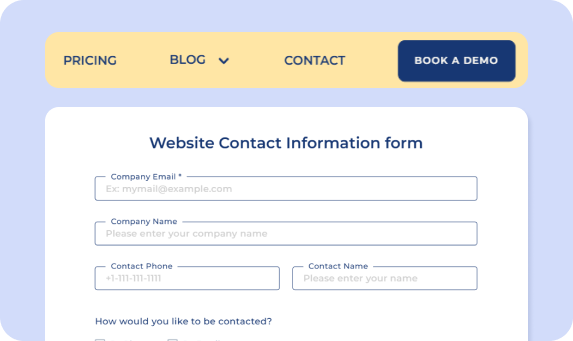 PRICING
BLOG
CONTACT
BOOK A DEMO
Website Contact Information form
Company Email *
Ex: mymail@example.com
Company Name
Please enter your company name
Contact Phone
Contact Name
+1-111-111-1111
Please enter your name
How would you like to be contacted?